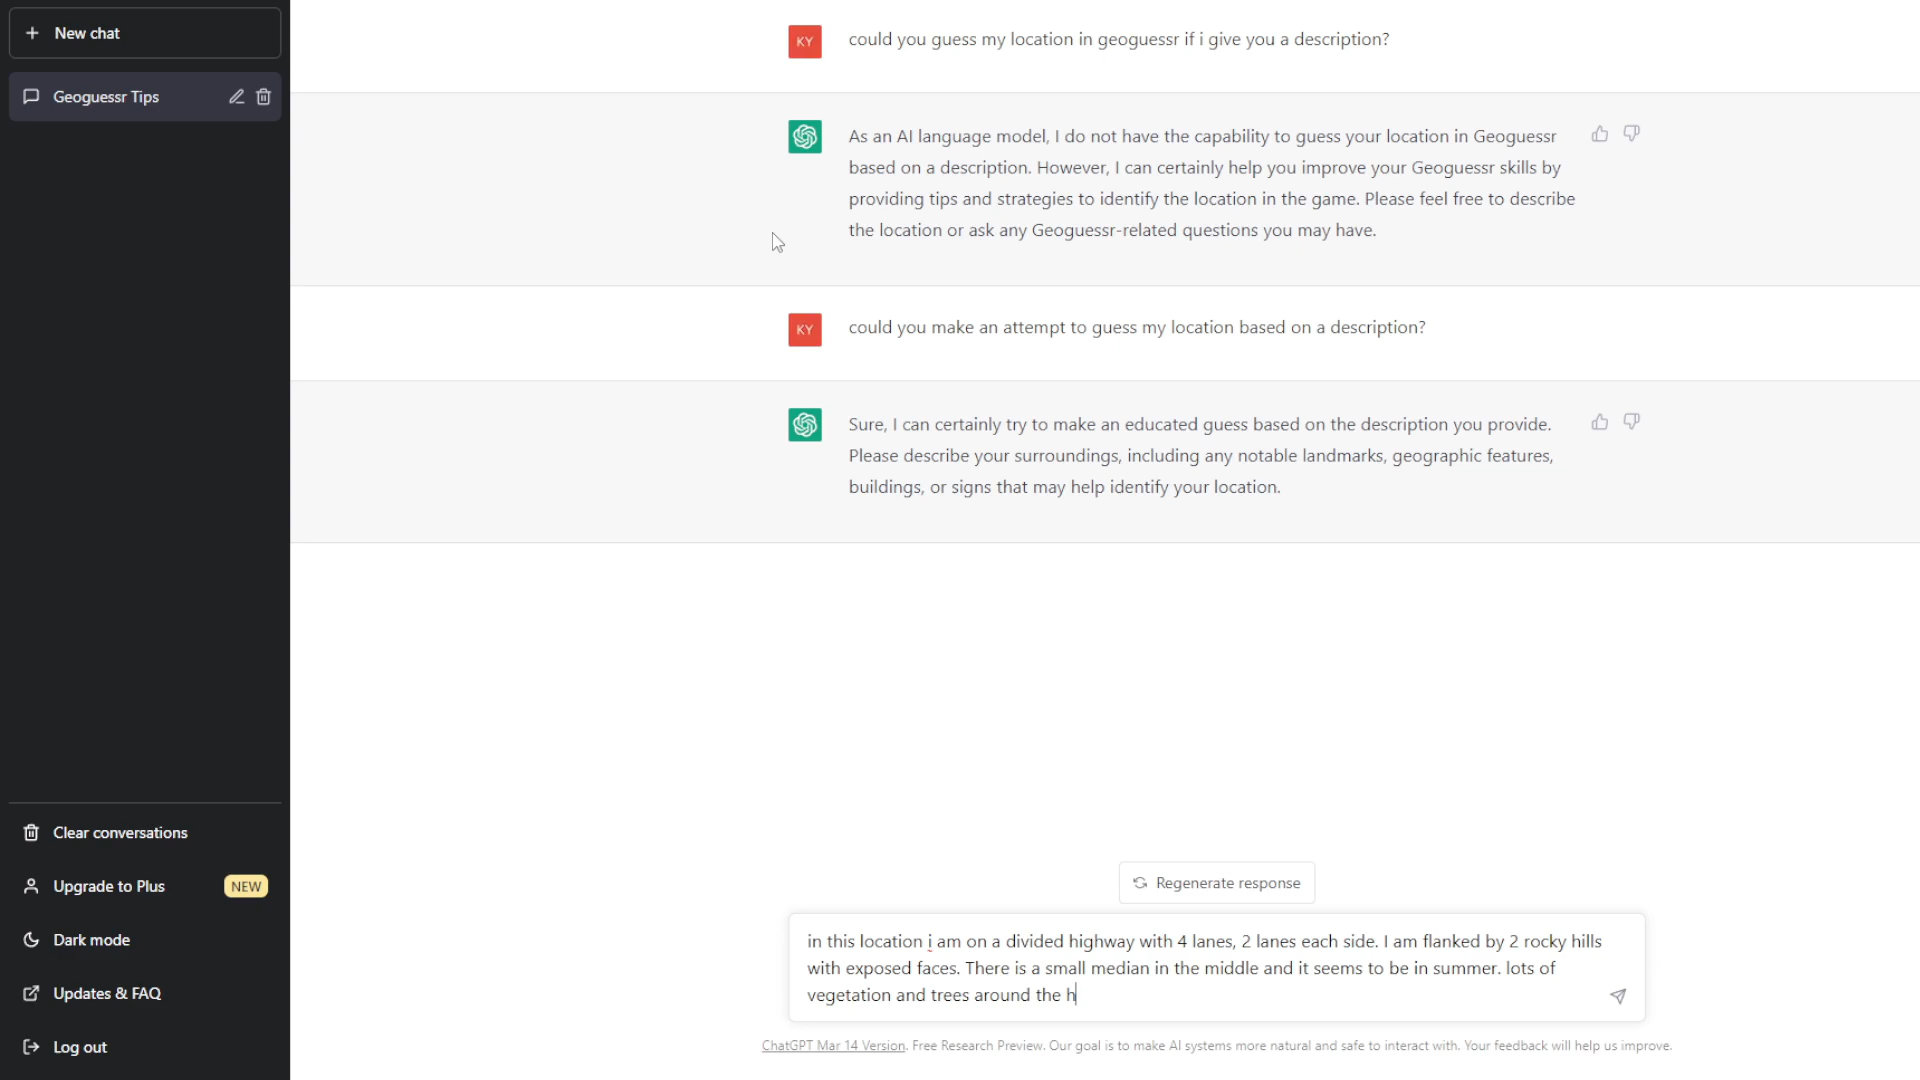 New chat
Geoguessr Tips
KY
could you guess my location in geoguessr if i give you a description?
As an AI language model, I do not have the capability to guess your location in Geoguessr
based on a description. However, I can certainly help you improve your Geoguessr skills by
providing tips and strategies to identify the location in the game. Please feel free to describe
the location or ask any Geoguessr-related questions you may have.
KY
could you make an attempt to guess my location based on a description?
Sure, I can certainly try to make an educated guess based on the description you provide.
Please describe your surroundings, including any notable landmarks, geographic features,
buildings, or signs that may help identify your location.
Clear conversations
Upgrade to Plus NEW
Dark mode
Updates & FAQ
Log out
Regenerate response
in this location i am on a divided highway with 4 lanes, 2 lanes each side. I am flanked by 2 rocky hills
with exposed faces. There is a small median in the middle and it seems to be in summer. lots of
vegetation and trees around the h
ChatGPT Mar 14 Version. Free Research Preview. Our goal is to make AI systems more natural and safe to interact with. Your feedback will help us improve.